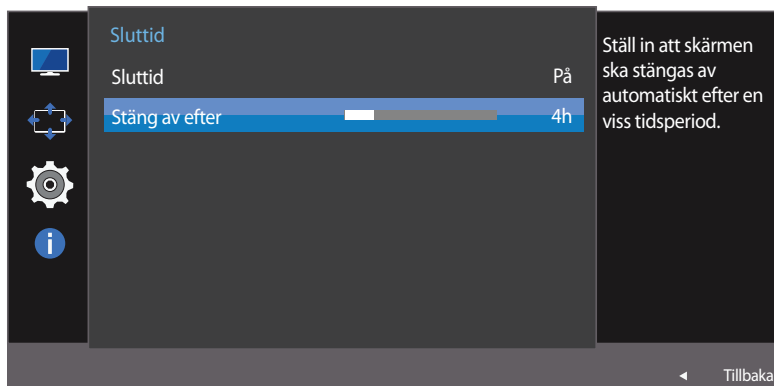 Sluttid
Sluttid På
Stäng av efter 4h
Ställ in att skärmen
ska stängas av
automatiskt efter en
viss tidsperiod.
Tillbaka